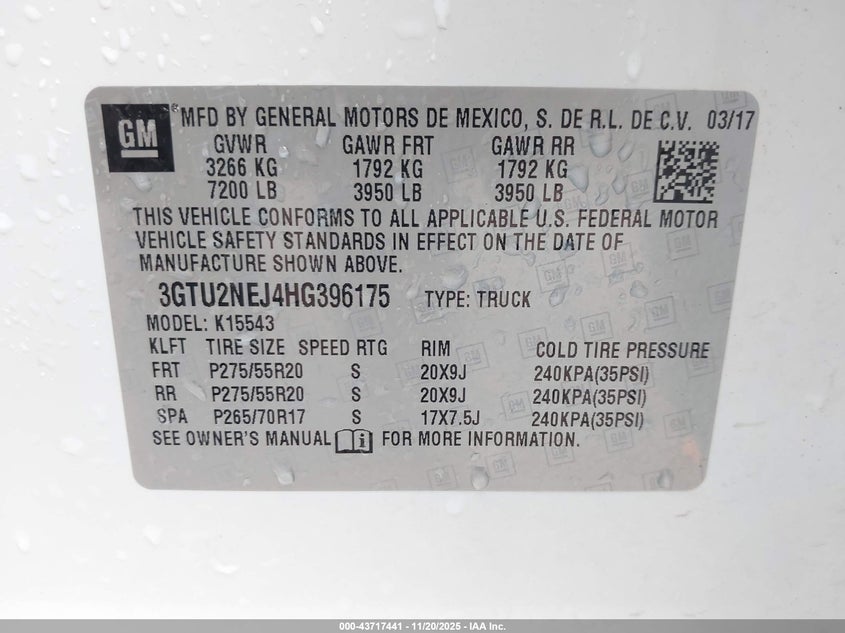 GM ® MFD BY GENERAL MOTORS DE MEXICO, S. DE R.L. DE C.V. 03/17
GVWR GAWR FRT GAWR RR
3266 KG 1792 KG 1792 KG
7200 LB 3950 LB 3950 LB
THIS VEHICLE CONFORMS TO ALL APPLICABLE U.S. FEDERAL MOTOR
VEHICLE SAFETY STANDARDS IN EFFECT ON THE DATE OF
MANUFACTURE SHOWN ABOVE.
3GTU2NEJ4HG396175 TYPE: TRUCK
MODEL: K15543
KLFT TIRE SIZE SPEED RTG RIM COLD TIRE PRESSURE
FRT P275/55R20 S 20X9J 240KPA(35PSI)
RR P275/55R20 S 20X9J 240KPA(35PSI)
SPA P265/70R17 S 17X7.5J 240KPA(35PSI)
SEE OWNER'S MANUAL i FOR MORE INFORMATION.
000-43717441 - 11/20/2025 - IAA Inc.